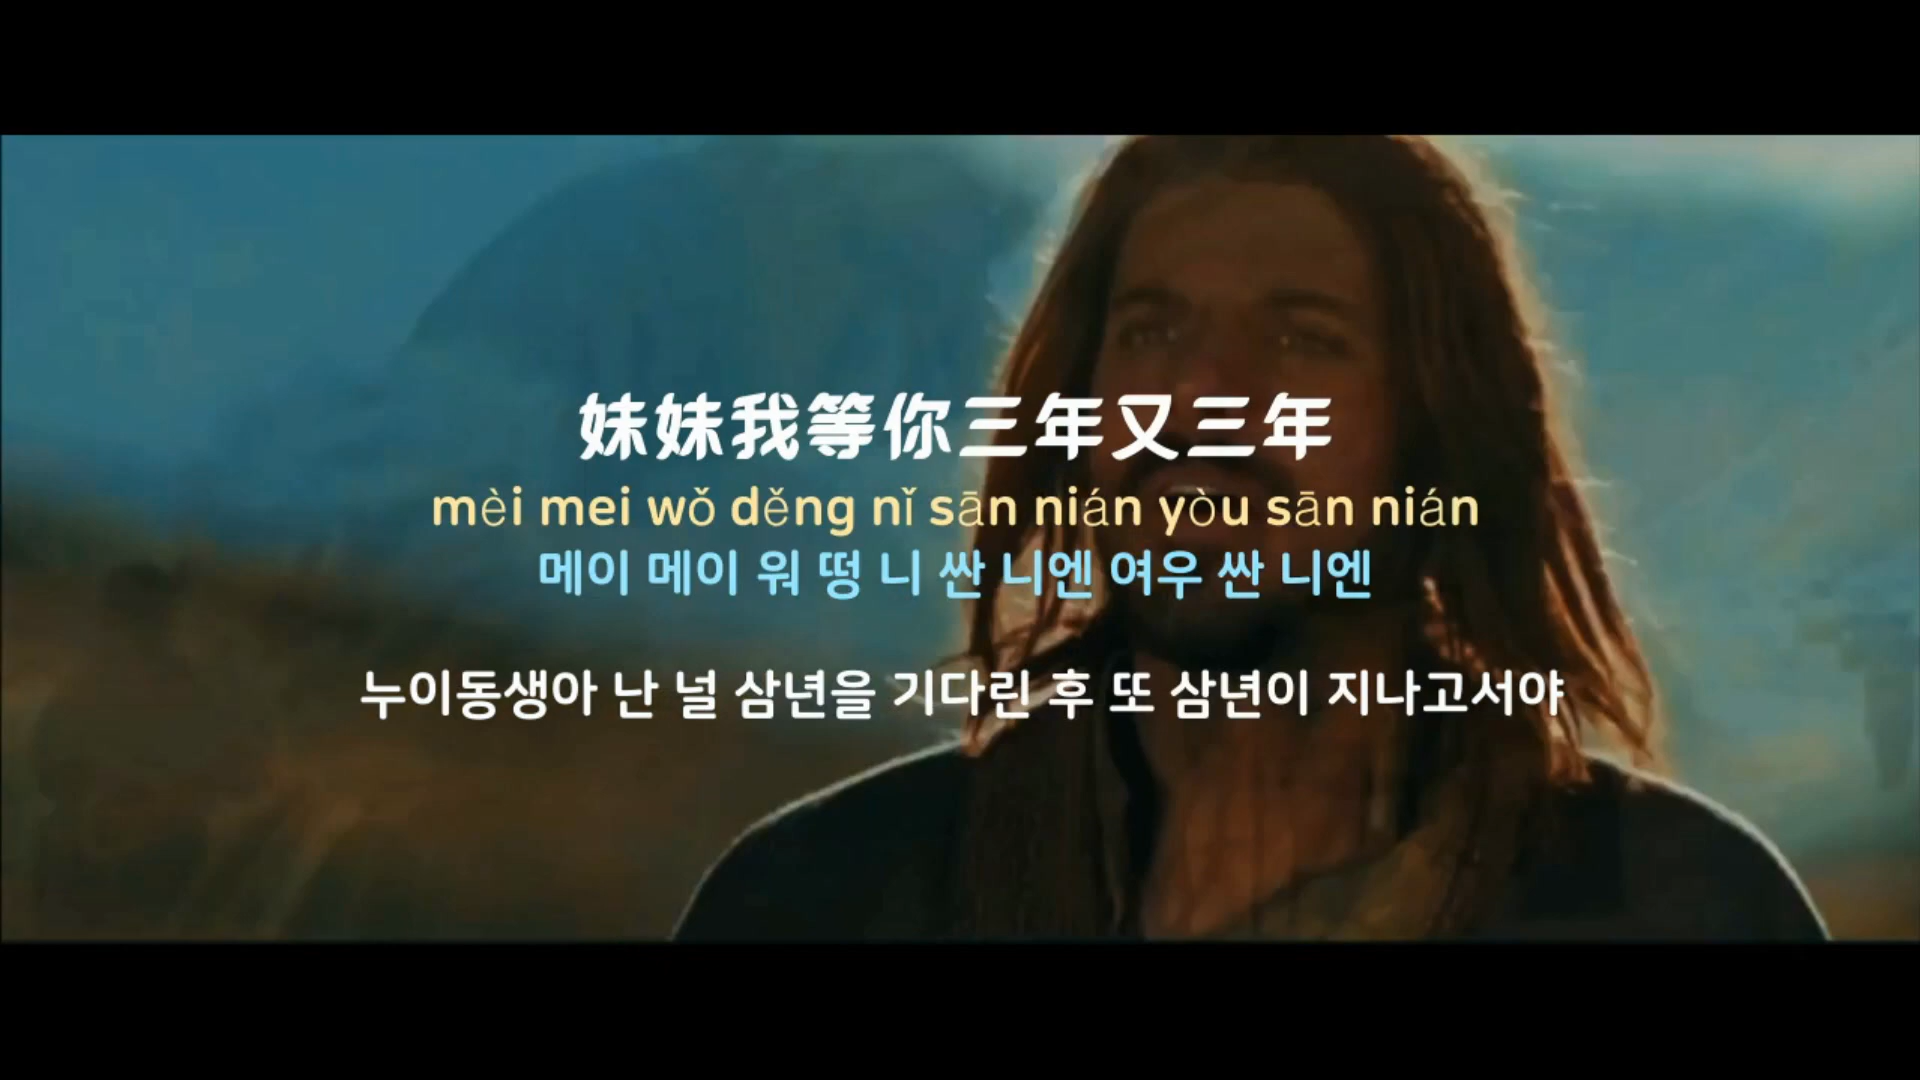 妹妹我等你三年又三年
mèi mei wǒ děng nǐ sān nián yòu sān nián
메이 메이 워 떵 니 싼 니엔 여우 싼 니엔
누이동생아 난 널 삼년을 기다린 후 또 삼년이 지나고서야